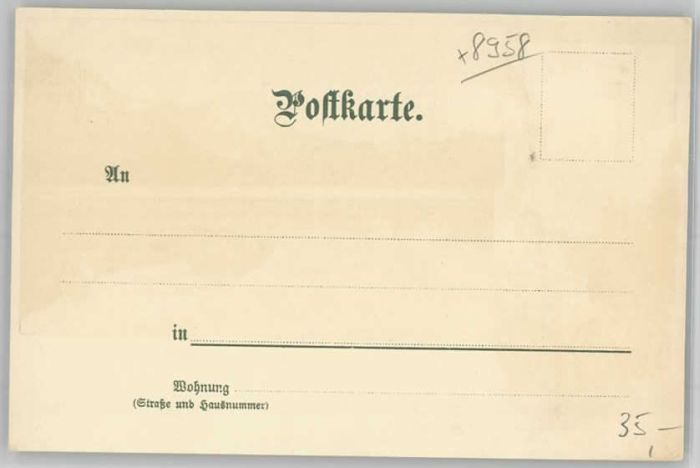 +8958
Postkarte.
An
in
Wohnung
(Straße und Hausnummer)
35,–